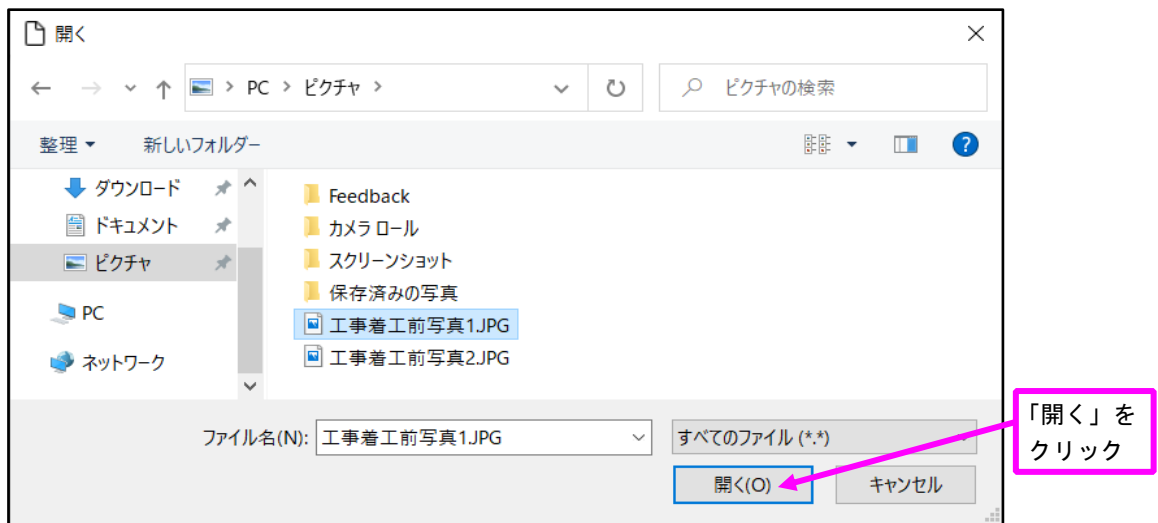 開く
PC > ピクチャ >
ピクチャの検索
整理 新しいフォルダー
ダウンロード
ドキュメント
ピクチャ
PC
ネットワーク
Feedback
カメラ ロール
スクリーンショット
保存済みの写真
工事着工前写真1.JPG
工事着工前写真2.JPG
ファイル名(N): 工事着工前写真1.JPG
すべてのファイル (*.*)
開く(O) キャンセル
「開く」を
クリック